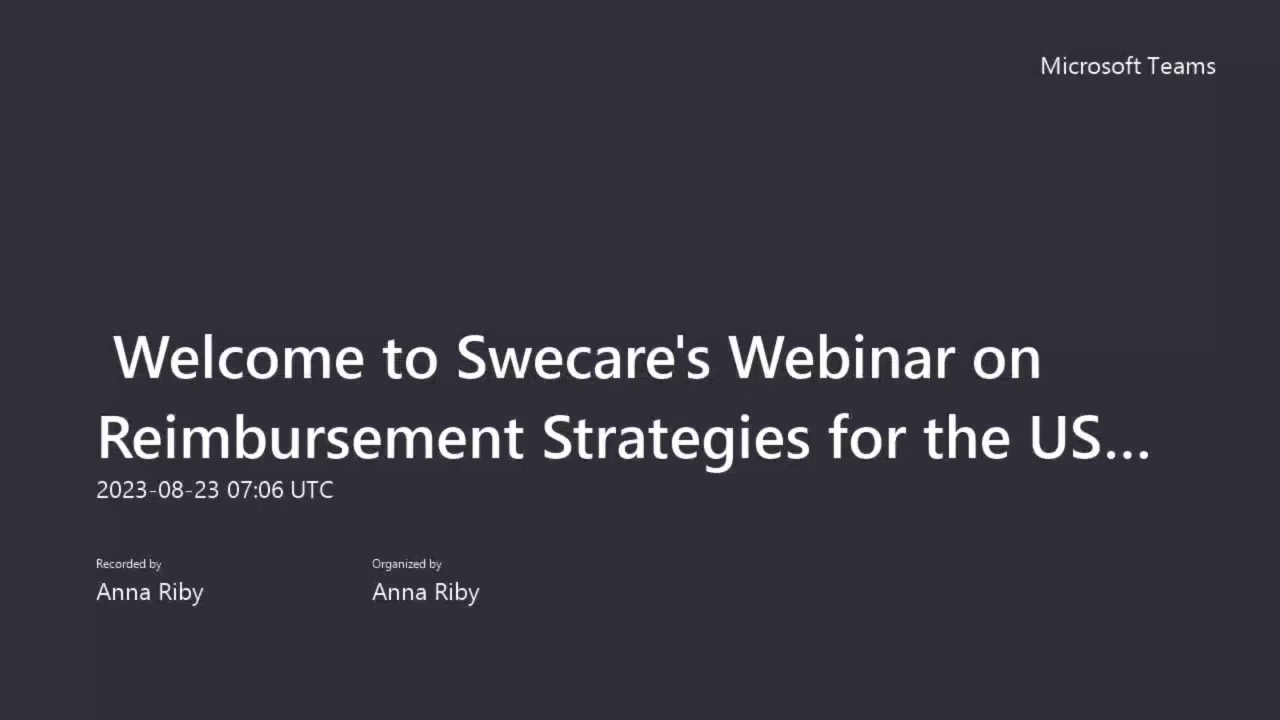 Microsoft Teams
Welcome to Swecare's Webinar on
Reimbursement Strategies for the US...
2023-08-23 07:06 UTC
Recorded by
Organized by
Anna Riby
Anna Riby